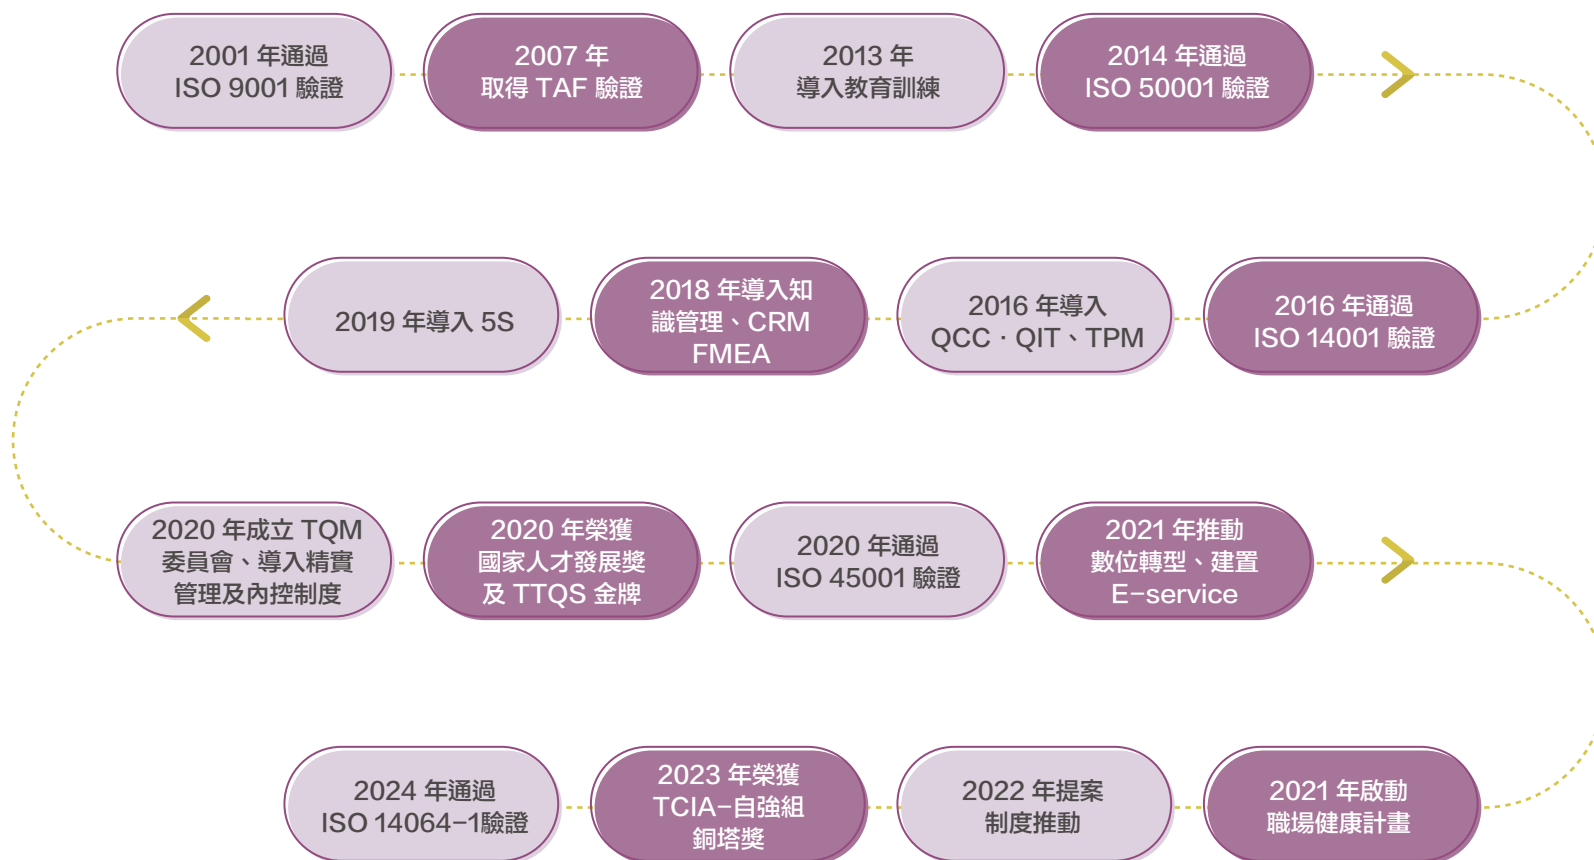 2001 年通過
ISO 9001 驗證
2007 年
取得 TAF 驗證
2013 年
導入教育訓練
2014 年通過
ISO 50001 驗證
2016 年通過
ISO 14001 驗證
2016 年導入
QCC · QIT、TPM
2018 年導入知
識管理、CRM
FMEA
2019 年導入 5S
2020 年成立 TQM
委員會、導入精實
管理及內控制度
2020 年榮獲
國家人才發展獎
及 TTQS 金牌
2020 年通過
ISO 45001 驗證
2021 年推動
數位轉型、建置
E-service
2021 年啟動
職場健康計畫
2022 年提案
制度推動
2023 年榮獲
TCIA-自強組
銅塔獎
2024 年通過
ISO 14064-1驗證